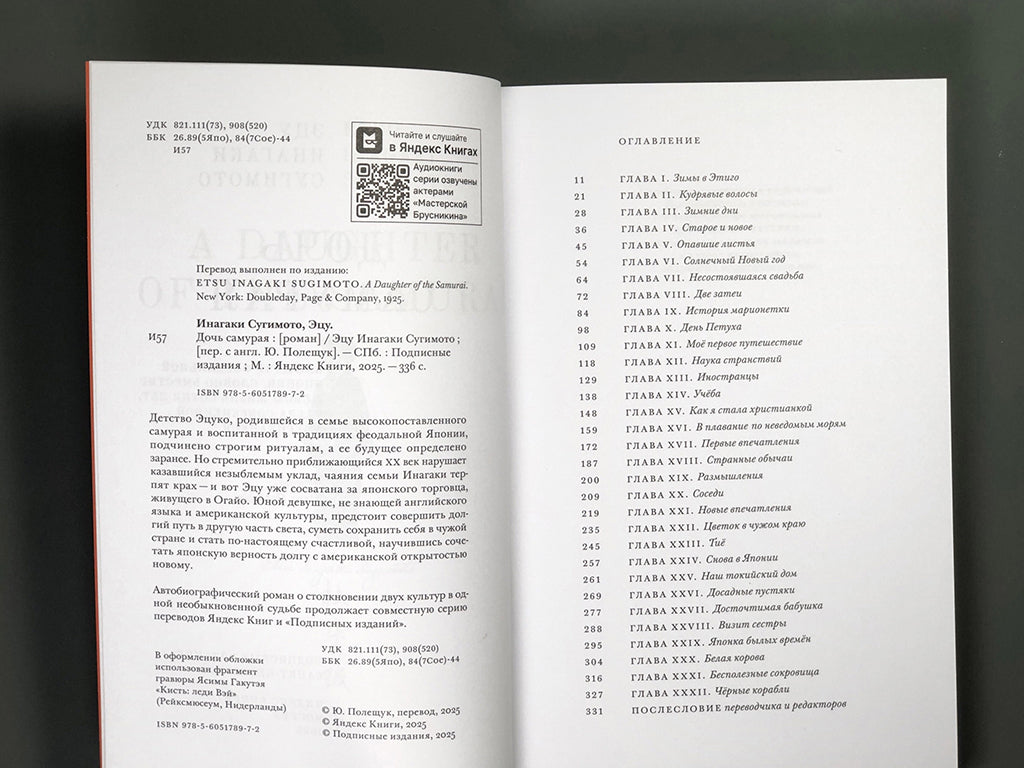 УДК 821.111(73), 908(520)
ББК 26.89(5Япо), 84(7Сое)-44
И57
Читайте и слушайте
в Яндекс Книгах
Аудиокниги
серии озвучены
актерами
«Мастерской
Брусникина»
Перевод выполнен по изданию:
ETSU INAGAKI SUGIMOTO. A Daughter of the Samurai.
New York: Doubleday, Page & Company, 1925.
Инагаки Сугимото, Эцу.
И57 Дочь самурая : [роман] / Эцу Инагаки Сугимото ;
[пер. с англ. Ю. Полещук]. — СПб. : Подписные
издания ; М. : Яндекс Книги, 2025. — 336 с.
ISBN 978-5-6051789-7-2
Детство Эцуко, родившейся в семье высокопоставленного
самурая и воспитанной в традициях феодальной Японии,
подчинено строгим ритуалам, а ее будущее определено
заранее. Но стремительно приближающийся XX век нарушает
казавшийся незыблемым уклад, чаяния семьи Инагаки тер-
пят крах — и вот Эцу уже сосватана за японского торговца,
живущего в Огайо. Юной девушке, не знающей английского
языка и американской культуры, предстоит совершить дол-
гий путь в другую часть света, суметь сохранить себя в чужой
стране и стать по-настоящему счастливой, научившись соче-
тать японскую верность долгу с американской открытостью
новому.
Автобиографический роман о столкновении двух культур в од-
ной необыкновенной судьбе продолжает совместную серию
переводов Яндекс Книг и «Подписных изданий».
УДК 821.111(73), 908(520)
ББК 26.89(5Япо), 84(7Сое)-44
В оформлении обложки
использован фрагмент
гравюры Ясимы Гакутэя
«Кисть: леди Вэй»
(Рейксмюсеум, Нидерланды)
ISBN 978-5-6051789-7-2
© Ю. Полещук, перевод, 2025
© Яндекс Книги, 2025
© Подписные издания, 2025
ОГЛАВЛЕНИЕ
11 ГЛАВА I. Зимы в Этиго
21 ГЛАВА II. Кудрявые волосы
28 ГЛАВА III. Зимние дни
36 ГЛАВА IV. Старое и новое
45 ГЛАВА V. Опавшие листья
54 ГЛАВА VI. Солнечный Новый год
64 ГЛАВА VII. Несостоявшаяся свадьба
72 ГЛАВА VIII. Две затеи
84 ГЛАВА IX. История марионетки
98 ГЛАВА X. День Петуха
109 ГЛАВА XI. Моё первое путешествие
118 ГЛАВА XII. Наука странствий
129 ГЛАВА XIII. Иностранцы
138 ГЛАВА XIV. Учёба
148 ГЛАВА XV. Как я стала христианкой
159 ГЛАВА XVI. В плавание по неведомым морям
172 ГЛАВА XVII. Первые впечатления
187 ГЛАВА XVIII. Странные обычаи
200 ГЛАВА XIX. Размышления
209 ГЛАВА XX. Соседи
219 ГЛАВА XXI. Новые впечатления
235 ГЛАВА XXII. Цветок в чужом краю
245 ГЛАВА XXIII. Тиё
257 ГЛАВА XXIV. Снова в Японии
261 ГЛАВА XXV. Наш токийский дом
269 ГЛАВА XXVI. Досадные пустяки
277 ГЛАВА XXVII. Досточтимая бабушка
288 ГЛАВА XXVIII. Визит сестры
295 ГЛАВА XXIX. Японка былых времён
304 ГЛАВА XXX. Белая корова
316 ГЛАВА XXXI. Бесполезные сокровища
327 ГЛАВА XXXII. Чёрные корабли
331 ПОСЛЕСЛОВИЕ переводчика и редакторов